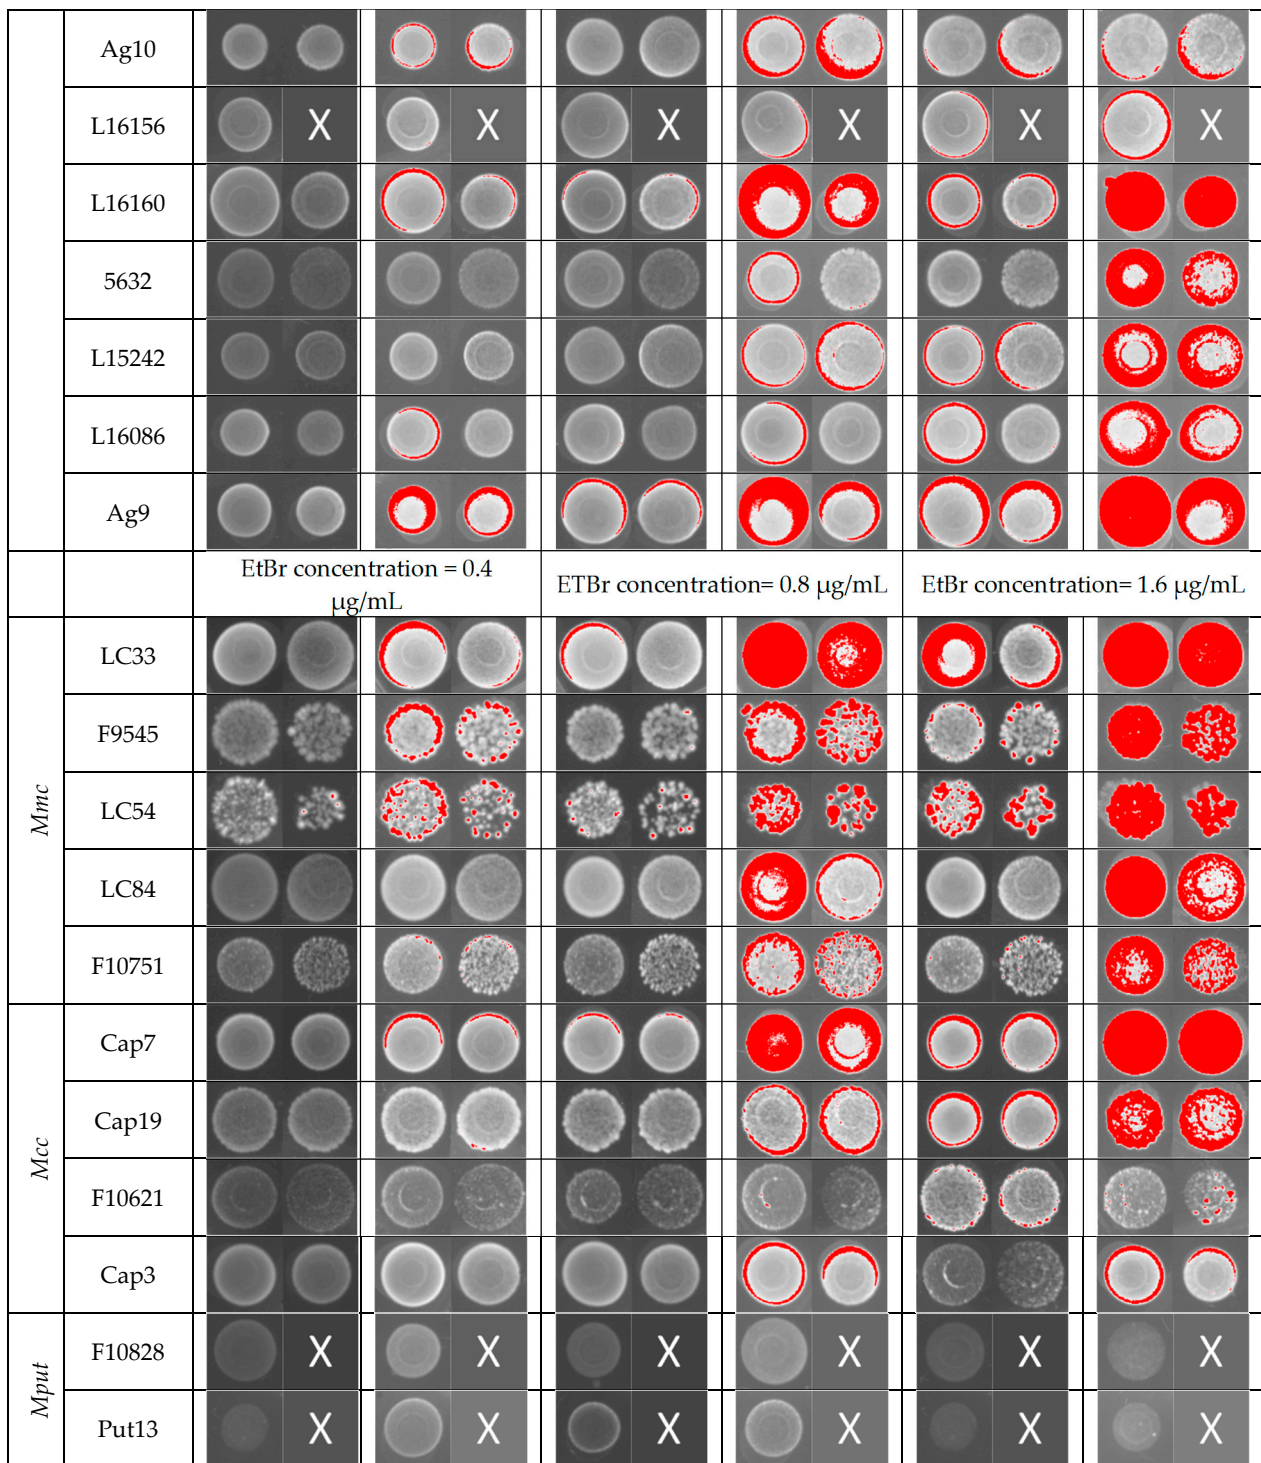 Ag10
L16156 X X X X X X
L16160
5632
L15242
L16086
Ag9
EtBr concentration = 0.4
µg/mL
ETBr concentration= 0.8 µg/mL
EtBr concentration= 1.6 µg/mL
Mmc
LC33
F9545
LC54
LC84
F10751
Mcc
Cap7
Cap19
F10621
Cap3
Mput
F10828 X X X X X X
Put13 X X X X X X